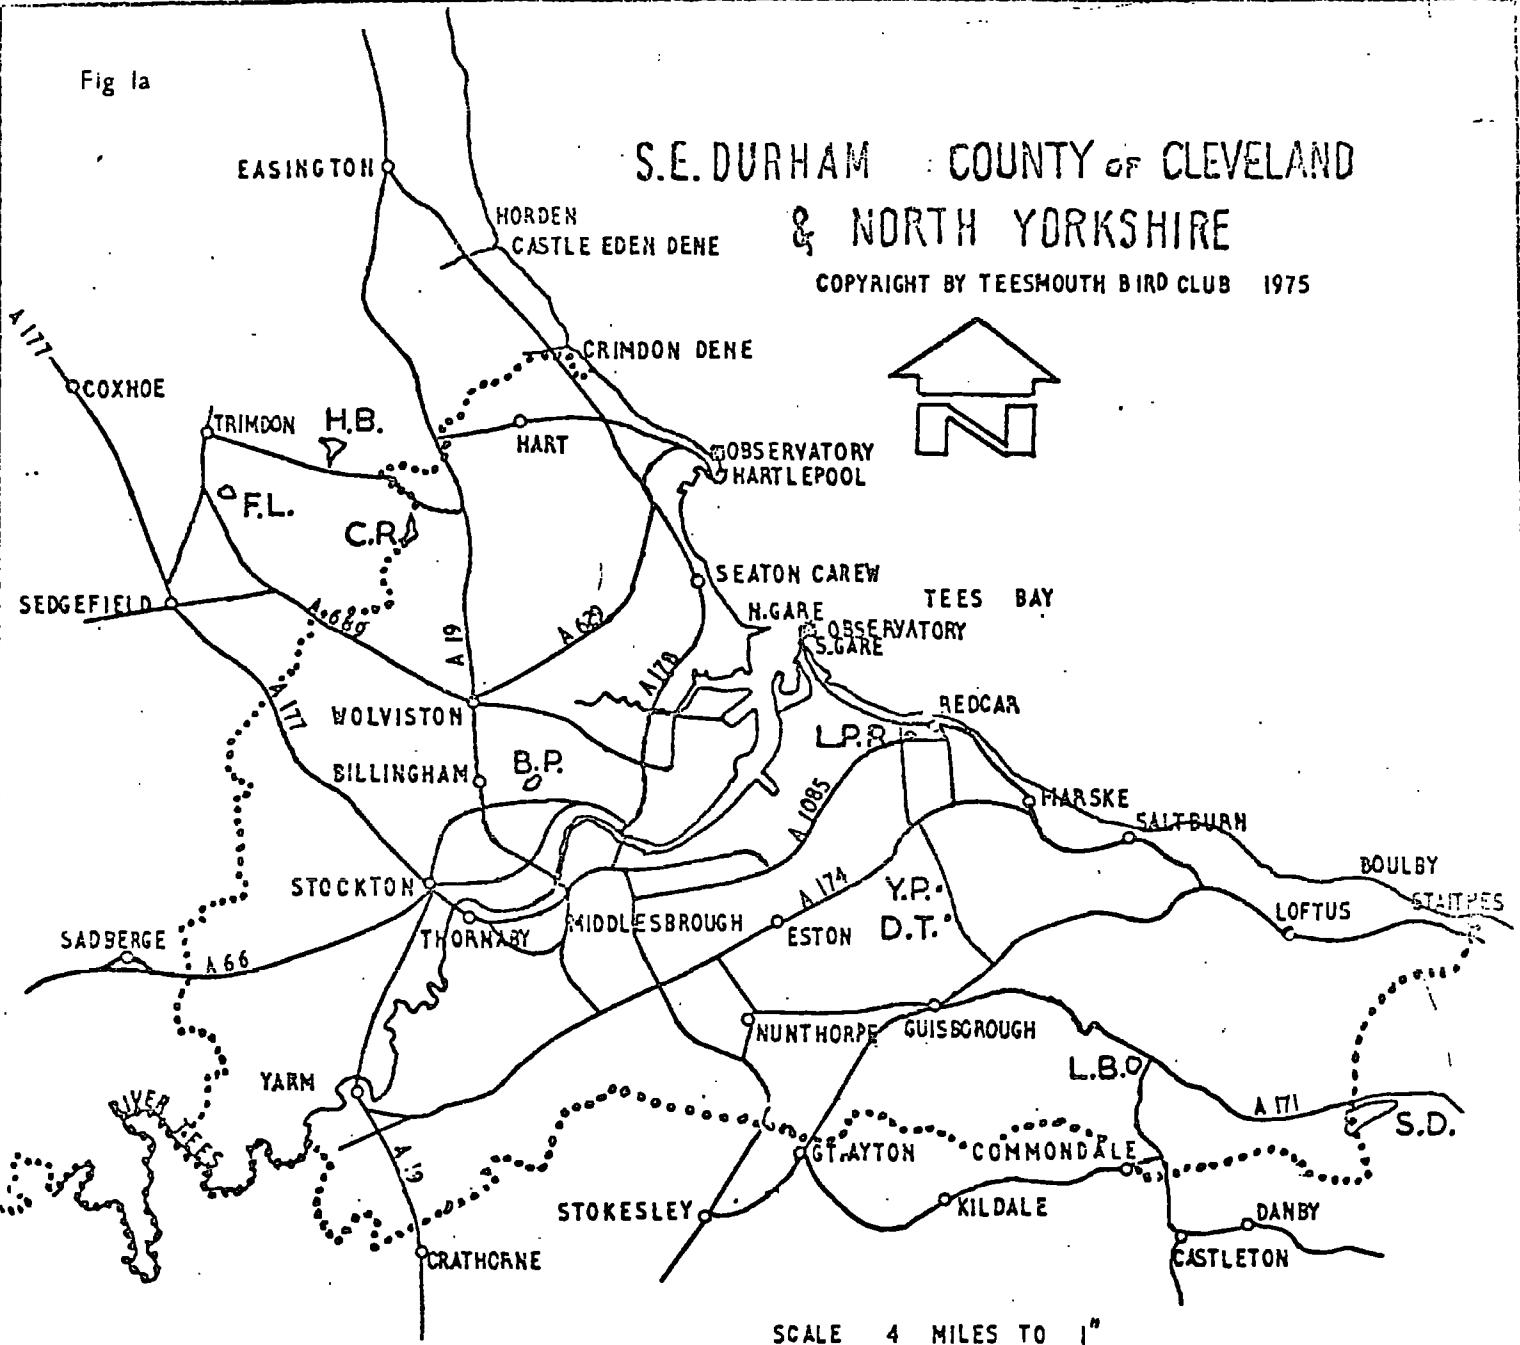 Fig 1a
S.E. DURHAM COUNTY OF CLEVELAND
& NORTH YORKSHIRE
COPYRIGHT BY TEESMOUTH BIRD CLUB 1975
EASINGTON
HORDEN
CASTLE EDEN DENE
A 177
CRIMDON DENE
COXHOE
TRIMDON
H.B.
HART
OBSERVATORY
HARTLEPOOL
N
F.L.
C.R.
SEATON CAREW
TEES BAY
SEDGEFIELD
A 689
A 19
A 689
N.GARE
OBSERVATORY
S.GARE
A 178
A 177
WOLVISTON
REDCAR
L.P.R.
BILLINGHAM
B.P.
A 1085
MARSKE
SALTBURN
BOULBY
STOCKTON
A 174
Y.P.
STAITHES
THORNABY
MIDDLESBROUGH
ESTON
D.T.
LOFTUS
SADBERGE
A 66
NUNTHORPE
GUISBOROUGH
YARM
L.B.
RIVER TEES
A 171
S.D.
A 19
GT. AYTON
COMMONDALE
STOKESLEY
KILDALE
DANBY
CRATHORNE
CASTLETON
SCALE 4 MILES TO 1"